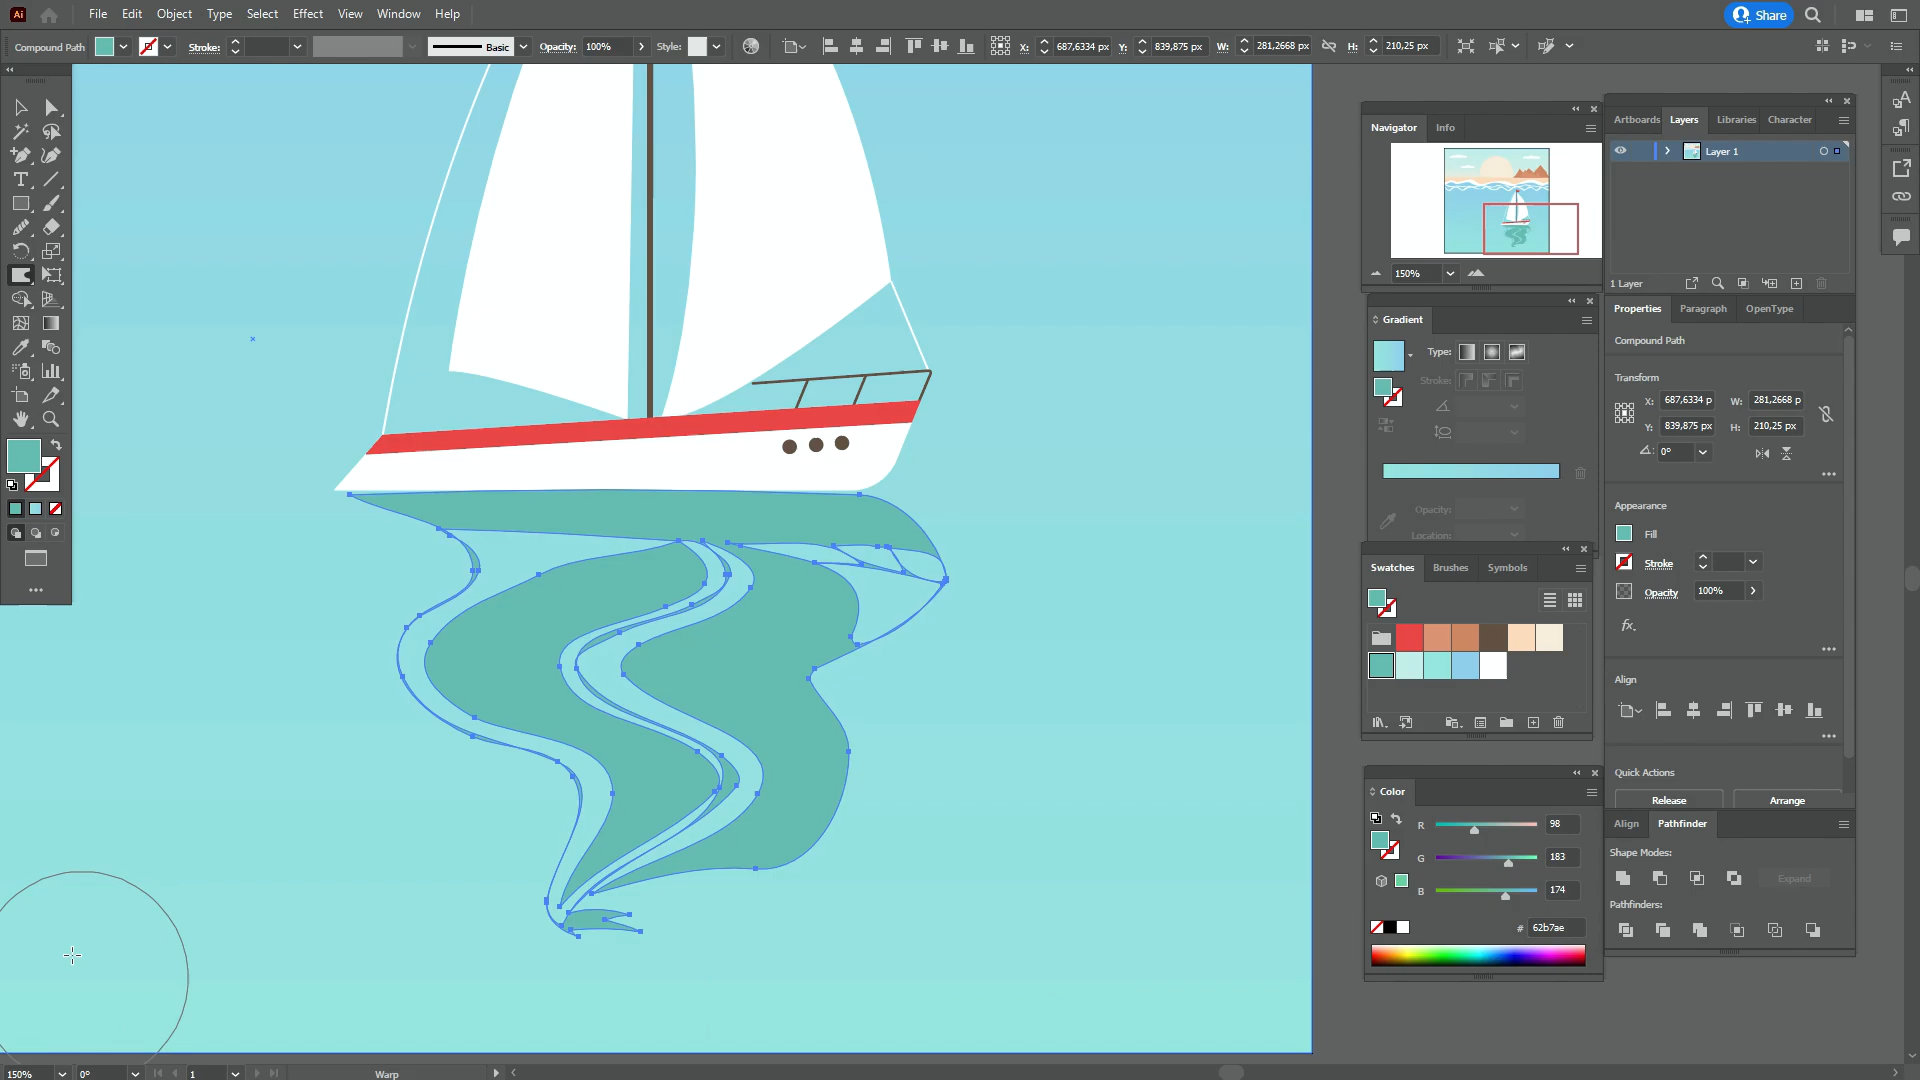 Ai File Edit Object Type Select Effect View Window Help Share
Compound Path Stroke: Basic Opacity: 100% Style: X: 687,6334 px Y: 839,875 px W: 281,2668 px H: 210,25 px
Navigator Info
150%
Artboards Layers Libraries Character
Layer 1
1 Layer
Gradient
Type:
Stroke:
Opacity:
Location:
Properties Paragraph OpenType
Compound Path
Transform
X: 687,6334 p W: 281,2668 p
Y: 839,875 px H: 210,25 px
0°
Appearance
Fill
Stroke
Opacity 100%
fx.
Align
Quick Actions
Release Arrange
Swatches Brushes Symbols
Color
R 98
G 183
B 174
# 62b7ae
Align Pathfinder
Shape Modes:
Expand
Pathfinders:
150% 0° 1 Warp